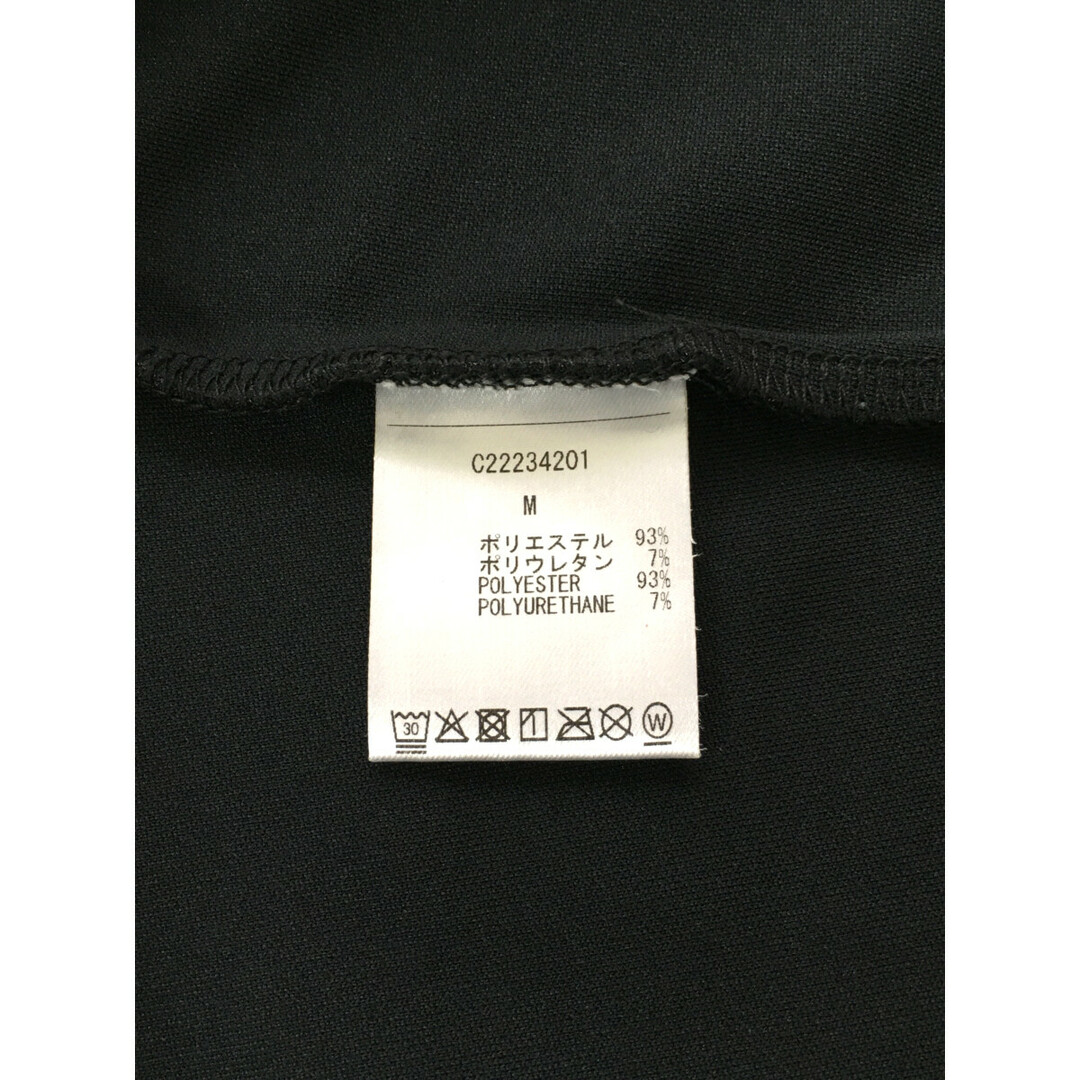 C22234201
M
ポリエステル 93%
ポリウレタン 7%
POLYESTER 93%
POLYURETHANE 7%
30 W